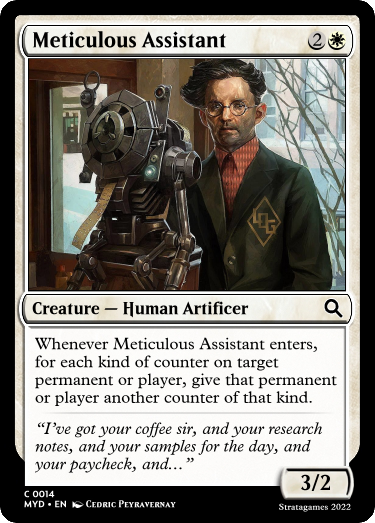 Meticulous Assistant 2
Creature — Human Artificer
Whenever Meticulous Assistant enters,
for each kind of counter on target
permanent or player, give that permanent
or player another counter of that kind.
“I’ve got your coffee sir, and your research
notes, and your samples for the day, and
your paycheck, and…”
3/2
C 0014
MYD • EN Cedric Peyravernay
Stratagames 2022